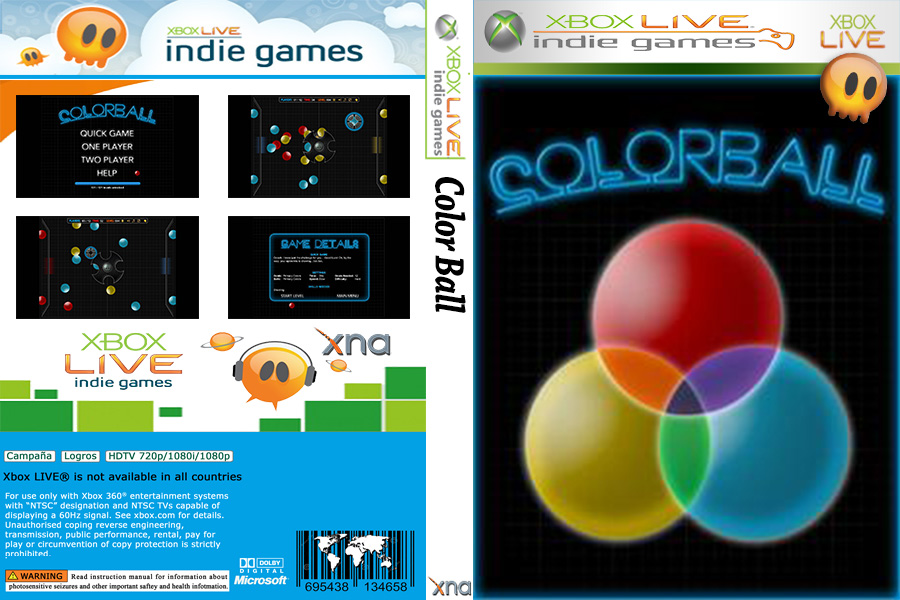 XBOX LIVE
indie games
COLORBALL
QUICK GAME
ONE PLAYER
TWO PLAYER
HELP
GAME DETAILS
START LEVEL
MAIN MENU
XBOX
LIVE
indie games
xna
Campaña
Logros
HDTV 720p/1080i/1080p
Xbox LIVE® is not available in all countries
For use only with Xbox 360® entertainment systems
with “NTSC” designation and NTSC TVs capable of
displaying a 60Hz signal. See xbox.com for details.
Unauthorised coping reverse engineering,
transmission, public performance, rental, pay for
play or circumvention of copy protection is strictly
prohibited.
WARNING Read instruction manual for information about
photosensitive seizures and other important saftey and health infotmation.
DOLBY
DIGITAL
Microsoft®
695438 134658
XBOX LIVE
indie games
Color Ball
xna
XBOX LIVE™
indie games
XBOX
LIVE
COLORBALL